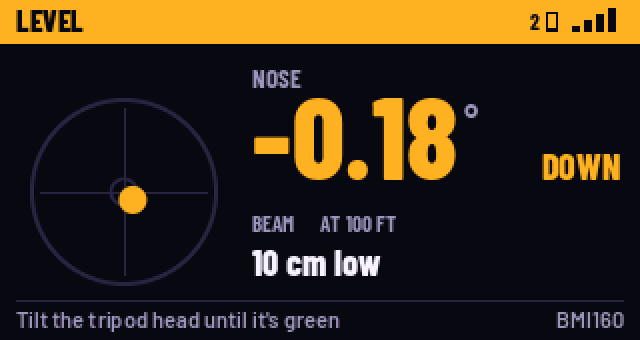 LEVEL 2
NOSE
-0.18°
DOWN
BEAM AT 100 FT
10 cm low
Tilt the tripod head until it's green BMI160